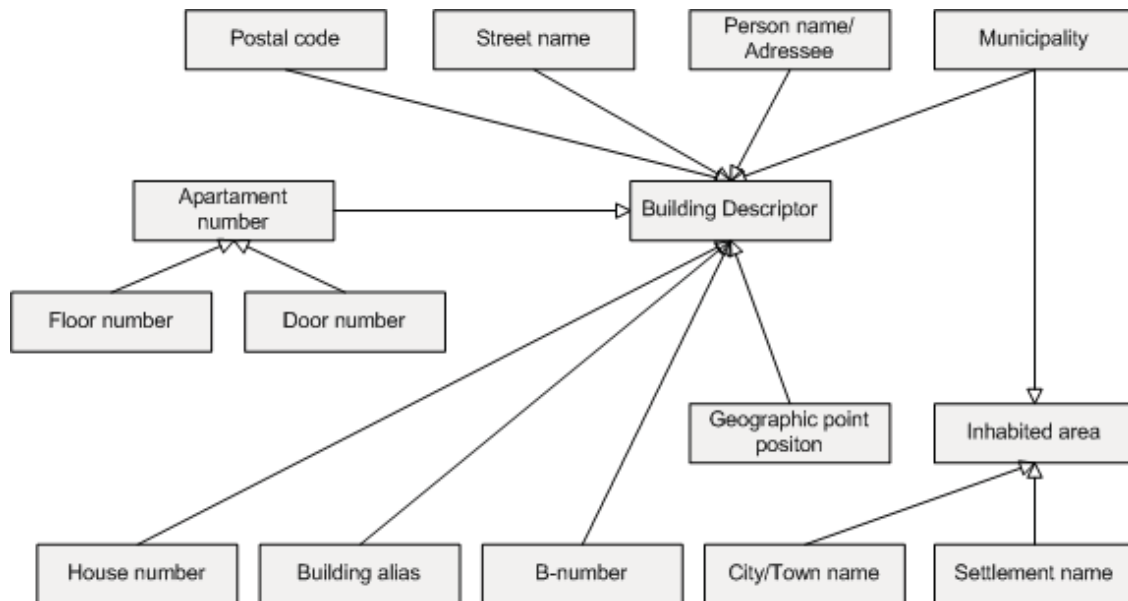 Postal code
Street name
Person name/
Adressee
Municipality
Apartament
number
Building Descriptor
Floor number
Door number
Geographic point
positon
Inhabited area
House number
Building alias
B-number
City/Town name
Settlement name